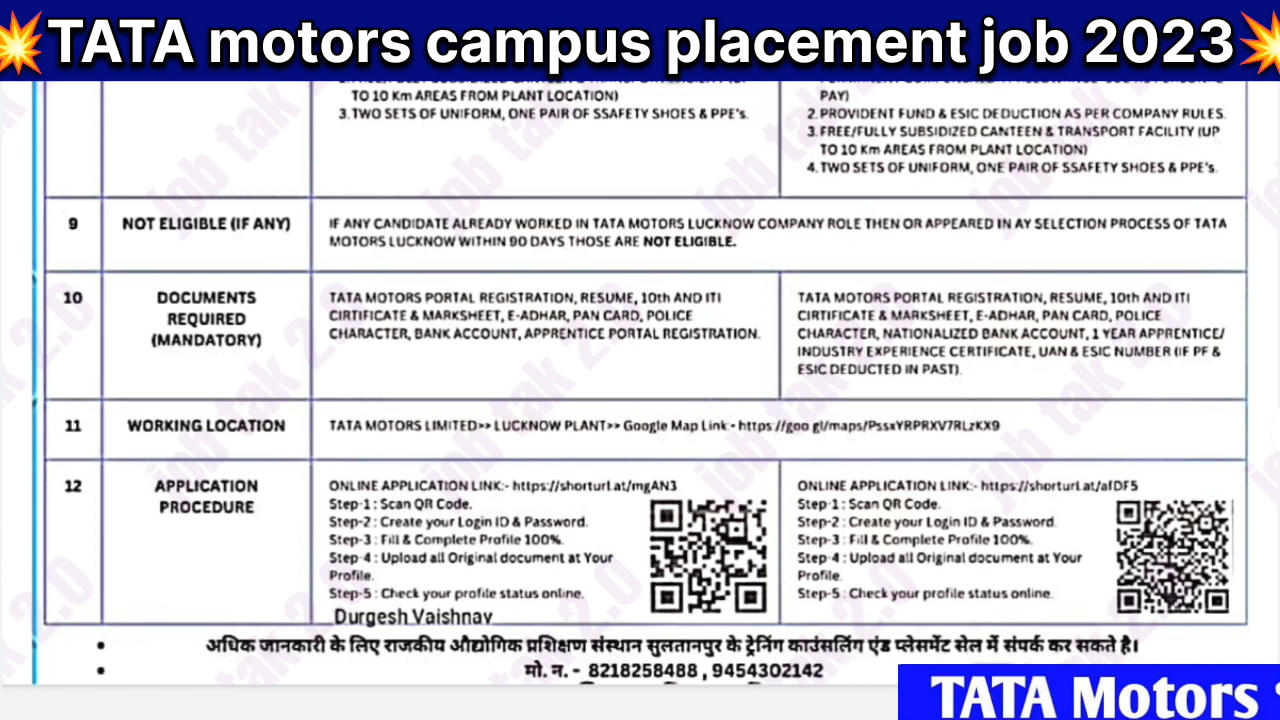 💥TATA motors campus placement job 2023💥
TO 10 Km AREAS FROM PLANT LOCATION)
3. TWO SETS OF UNIFORM, ONE PAIR OF SSAFETY SHOES & PPE's.
PAY)
2. PROVIDENT FUND & ESIC DEDUCTION AS PER COMPANY RULES.
3. FREE/FULLY SUBSIDIZED CANTEEN & TRANSPORT FACILITY (UP
TO 10 Km AREAS FROM PLANT LOCATION)
4. TWO SETS OF UNIFORM, ONE PAIR OF SSAFETY SHOES & PPE's.
9
NOT ELIGIBLE (IF ANY)
IF ANY CANDIDATE ALREADY WORKED IN TATA MOTORS LUCKNOW COMPANY ROLE THEN OR APPEARED IN AY SELECTION PROCESS OF TATA
MOTORS LUCKNOW WITHIN 90 DAYS THOSE ARE NOT ELIGIBLE.
10
DOCUMENTS
REQUIRED
(MANDATORY)
TATA MOTORS PORTAL REGISTRATION, RESUME, 10th AND ITI
CIRTIFICATE & MARKSHEET, E-ADHAR, PAN CARD, POLICE
CHARACTER, BANK ACCOUNT, APPRENTICE PORTAL REGISTRATION.
TATA MOTORS PORTAL REGISTRATION, RESUME, 10th AND ITI
CIRTIFICATE & MARKSHEET, E-ADHAR, PAN CARD, POLICE
CHARACTER, NATIONALIZED BANK ACCOUNT, 1 YEAR APPRENTICE/
INDUSTRY EXPERIENCE CERTIFICATE, UAN & ESIC NUMBER (IF PF &
ESIC DEDUCTED IN PAST).
11
WORKING LOCATION
TATA MOTORS LIMITED>> LUCKNOW PLANT>> Google Map Link:- https://goo gl/maps/PssxYRPRXV7RLzKX9
12
APPLICATION
PROCEDURE
ONLINE APPLICATION LINK:- https://shorturl.at/mgAN3
Step-1 : Scan QR Code.
Step-2 : Create your Login ID & Password.
Step-3 : Fill & Complete Profile 100%.
Step-4 : Upload all Original document at Your
Profile.
Step-5 : Check your profile status online.
Durgesh Vaishnav
ONLINE APPLICATION LINK:- https://shorturl.at/afDF5
Step-1 : Scan QR Code.
Step-2 : Create your Login ID & Password.
Step-3 : Fill & Complete Profile 100%.
Step-4 : Upload all Original document at Your
Profile.
Step-5 : Check your profile status online.
• अधिक जानकारी के लिए राजकीय औद्योगिक प्रशिक्षण संस्थान सुलतानपुर के ट्रेनिंग काउंसलिंग एंड प्लेसमेंट सेल में संपर्क कर सकते है।
• मो. न. - 8218258488 , 9454302142
TATA Motors
job tak 2.0